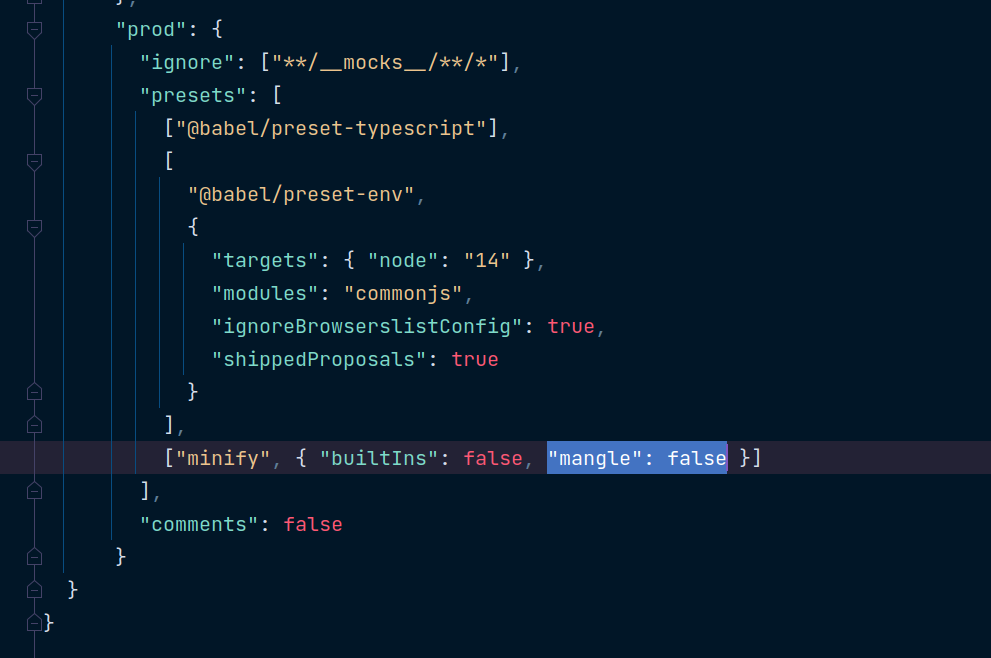 },
"prod": {
"ignore": ["**/__mocks__/**/*"],
"presets": [
["@babel/preset-typescript"],
[
"@babel/preset-env",
{
"targets": { "node": "14" },
"modules": "commonjs",
"ignoreBrowserslistConfig": true,
"shippedProposals": true
}
],
["minify", { "builtIns": false, "mangle": false }]
],
"comments": false
}
}
}